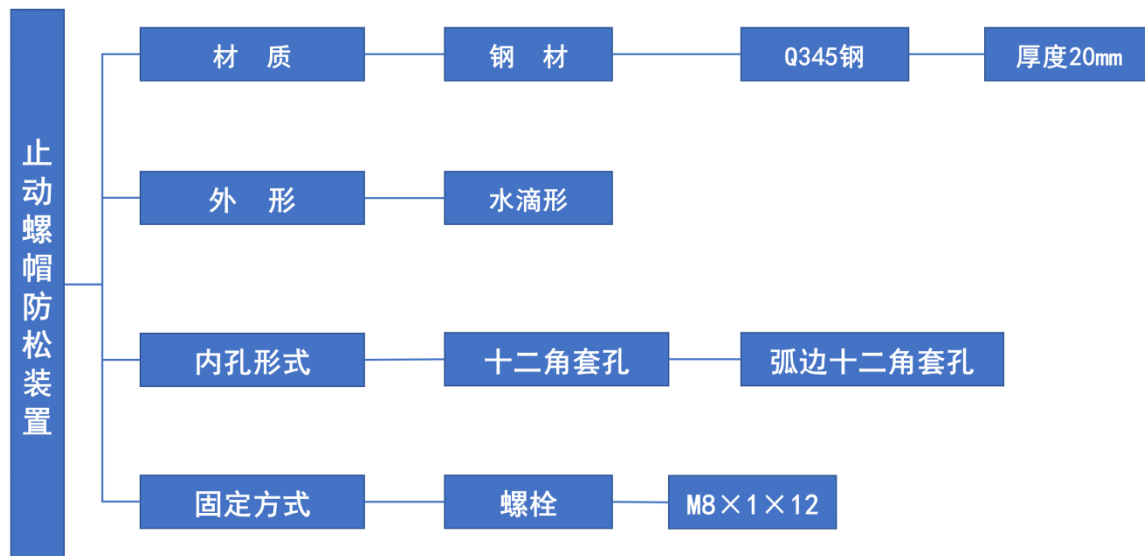 止动螺帽防松装置
材 质
钢 材
Q345钢
厚度20mm
外 形
水滴形
内孔形式
十二角套孔
弧边十二角套孔
固定方式
螺栓
M8×1×12